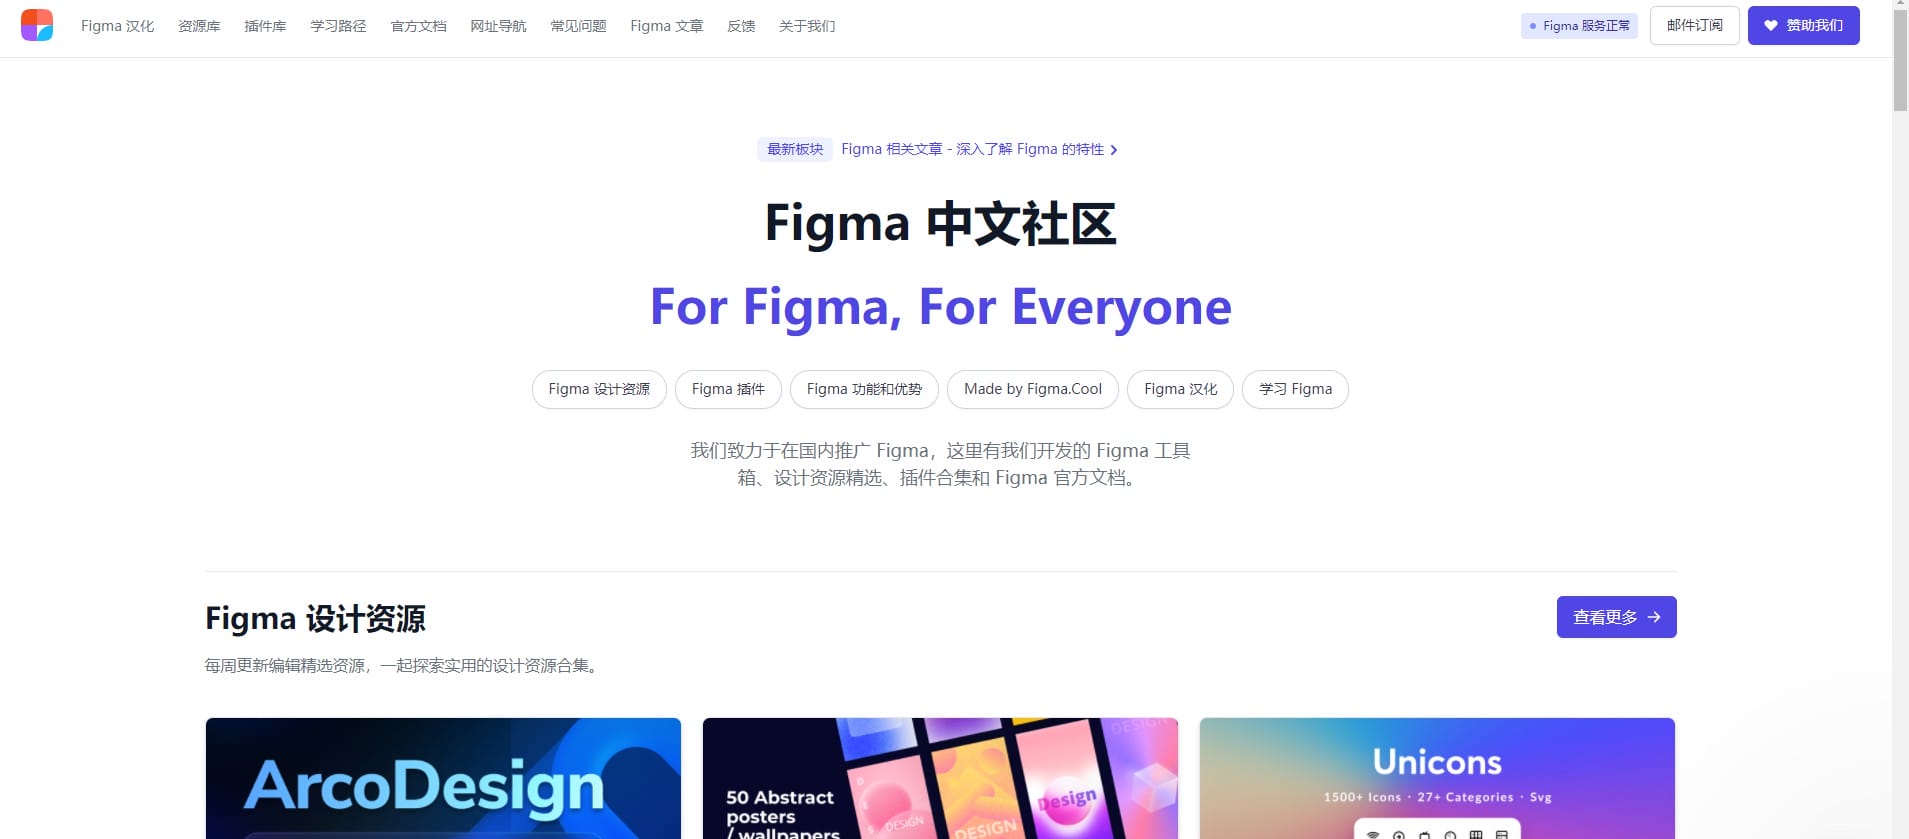 Figma 汉化 资源库 插件库 学习路径 官方文档 网址导航 常见问题 Figma 文章 反馈 关于我们 Figma 服务正常 邮件订阅 赞助我们
最新板块 Figma 相关文章 - 深入了解 Figma 的特性
Figma 中文社区
For Figma, For Everyone
Figma 设计资源 Figma 插件 Figma 功能和优势 Made by Figma.Cool Figma 汉化 学习 Figma
我们致力于在国内推广 Figma，这里有我们开发的 Figma 工具
箱、设计资源精选、插件合集和 Figma 官方文档。
Figma 设计资源 查看更多
每周更新编辑精选资源，一起探索实用的设计资源合集。
ArcoDesign
50 Abstract
posters
/ wallpapers
DESIGN
DESIGN
Design
DESIGN
Unicons
1500+ Icons · 27+ Categories · Svg